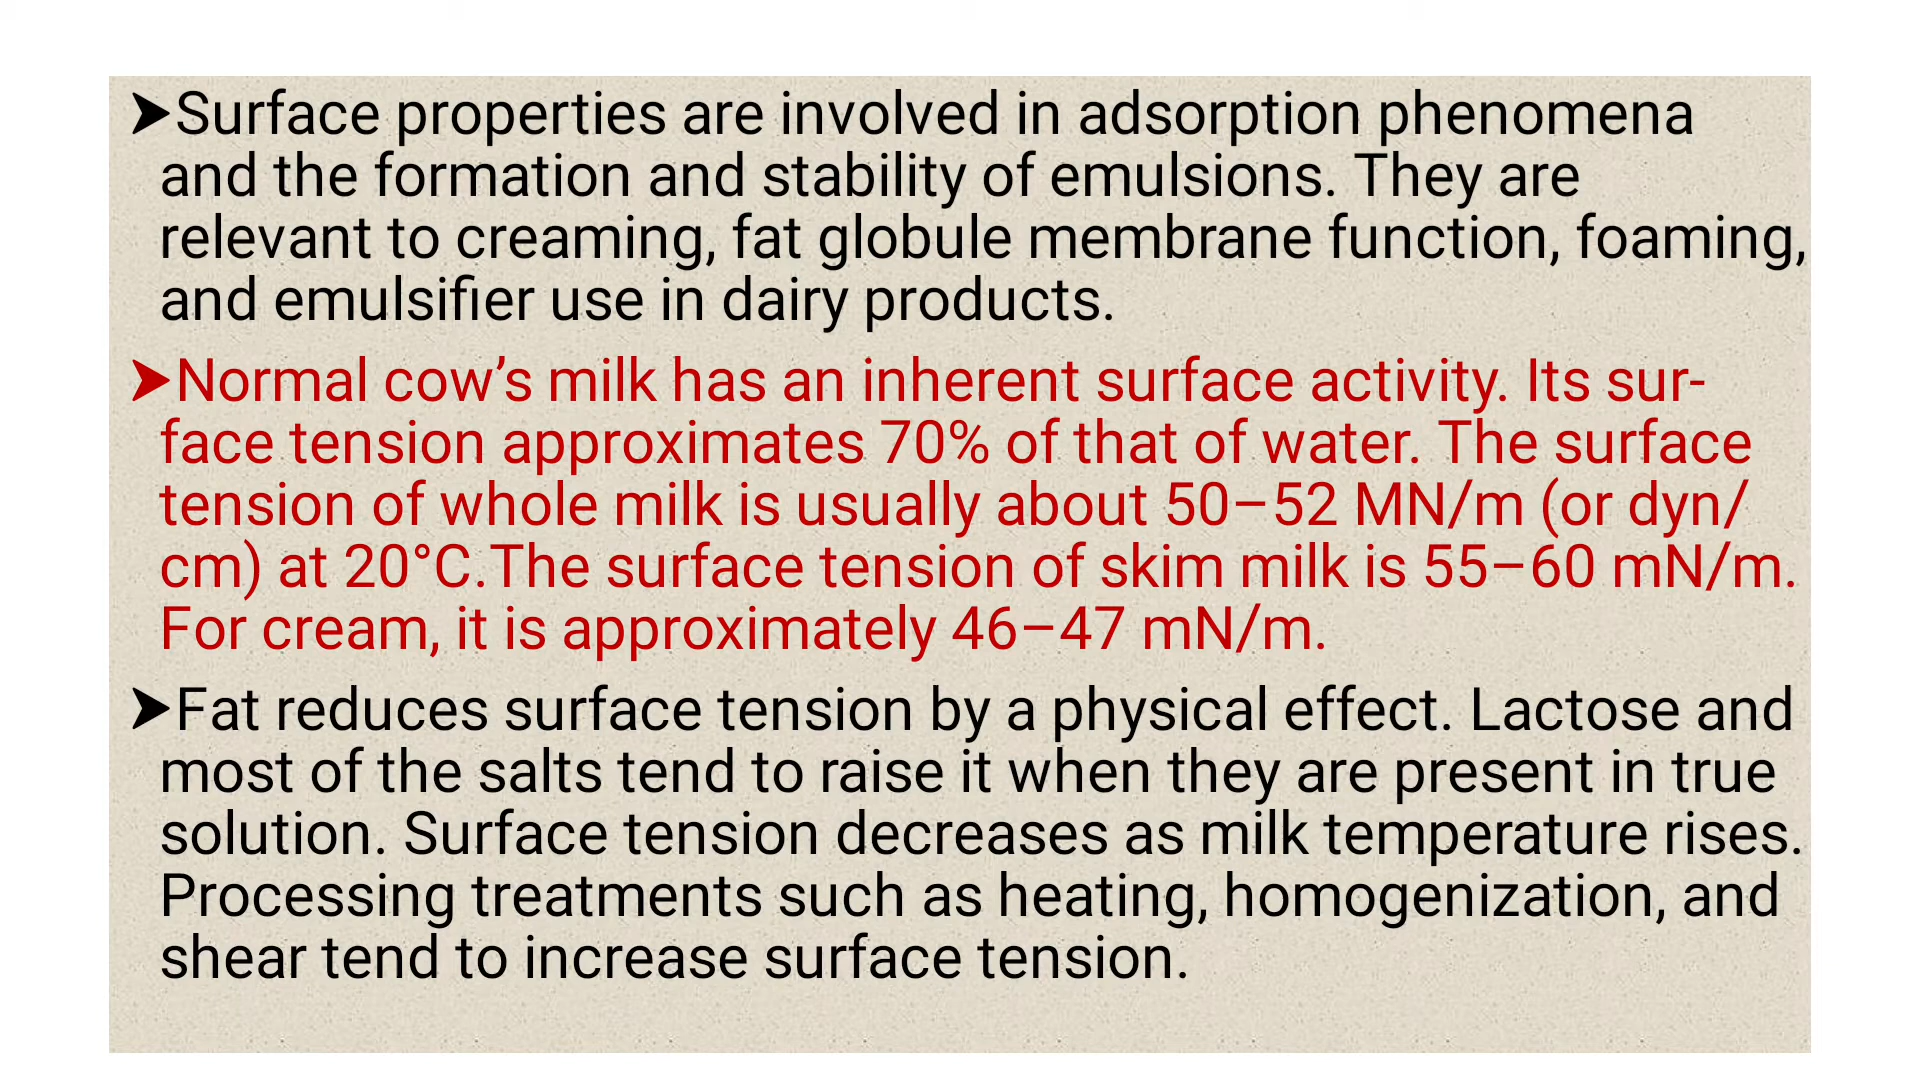 ➤Surface properties are involved in adsorption phenomena
and the formation and stability of emulsions. They are
relevant to creaming, fat globule membrane function, foaming,
and emulsifier use in dairy products.
➤Normal cow’s milk has an inherent surface activity. Its sur-
face tension approximates 70% of that of water. The surface
tension of whole milk is usually about 50–52 MN/m (or dyn/
cm) at 20°C.The surface tension of skim milk is 55–60 mN/m.
For cream, it is approximately 46–47 mN/m.
➤Fat reduces surface tension by a physical effect. Lactose and
most of the salts tend to raise it when they are present in true
solution. Surface tension decreases as milk temperature rises.
Processing treatments such as heating, homogenization, and
shear tend to increase surface tension.